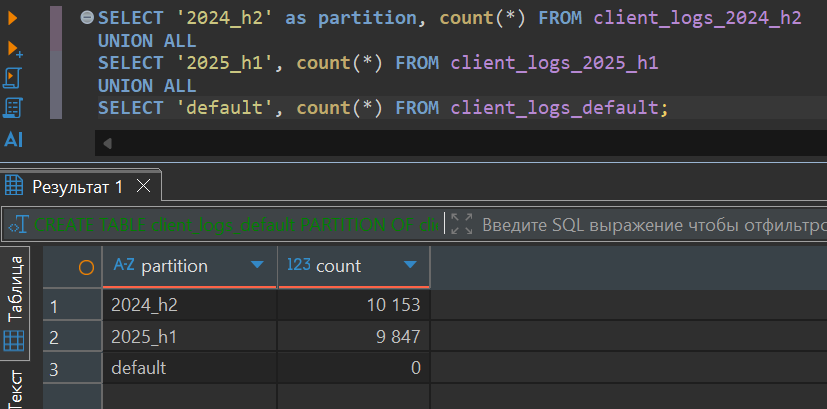 SELECT '2024_h2' as partition, count(*) FROM client_logs_2024_h2
UNION ALL
SELECT '2025_h1', count(*) FROM client_logs_2025_h1
UNION ALL
SELECT 'default', count(*) FROM client_logs_default;
AI
Результат 1
CREATE TABLE client_logs_default PARTITION OF cli
Введите SQL выражение чтобы отфильтро
Таблица
Текст
A-Z partition 123 count
1 2024_h2 10 153
2 2025_h1 9 847
3 default 0